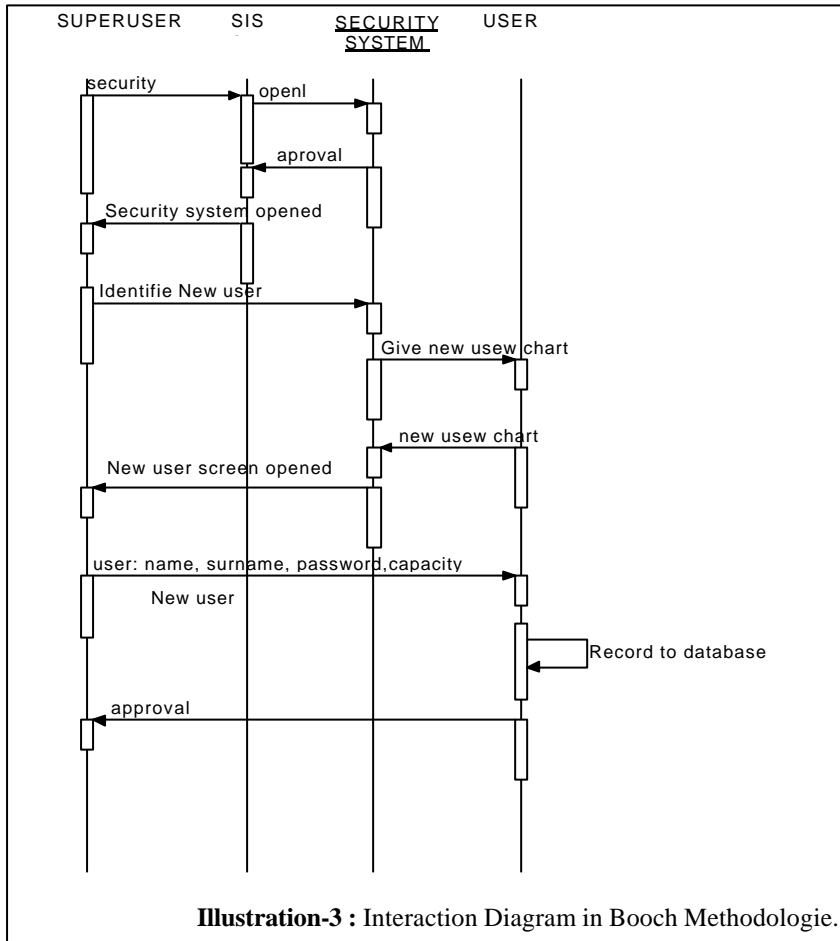 SUPERUSER SIS SECURITY SYSTEM USER
security
openl
aproval
Security system opened
Identifie New user
Give new usew chart
new usew chart
New user screen opened
user: name, surname, password,capacity
New user
Record to database
approval
Illustration-3 : Interaction Diagram in Booch Methodologie.